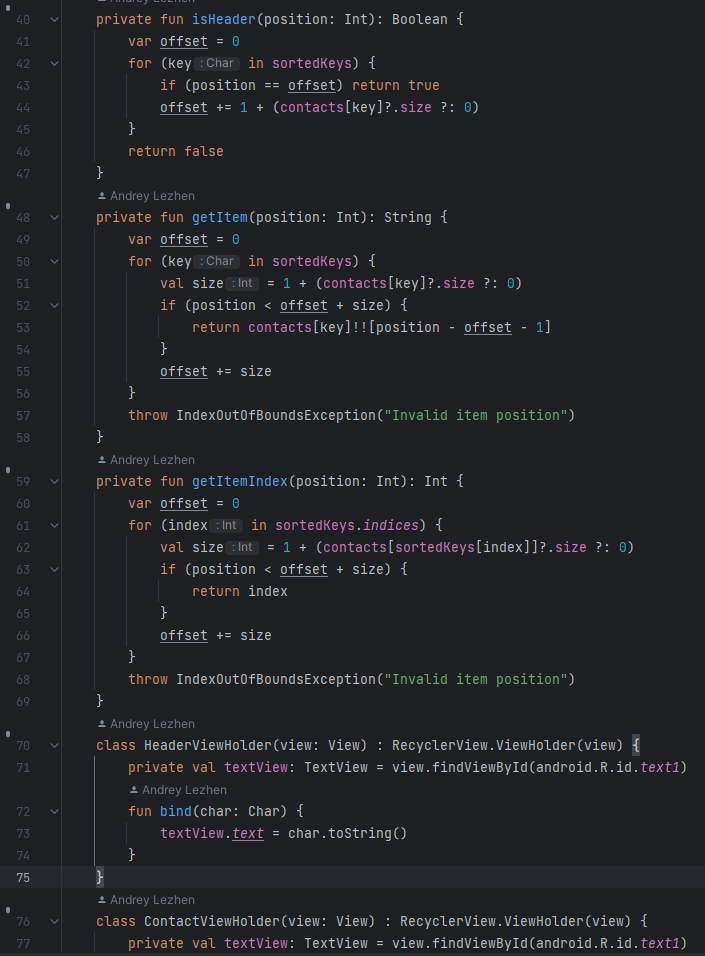 Andrey Lezhen
40 private fun isHeader(position: Int): Boolean {
41 var offset = 0
42 for (key : Char in sortedKeys) {
43 if (position == offset) return true
44 offset += 1 + (contacts[key]?.size ?: 0)
45 }
46 return false
47 }
Andrey Lezhen
48 private fun getItem(position: Int): String {
49 var offset = 0
50 for (key : Char in sortedKeys) {
51 val size : Int = 1 + (contacts[key]?.size ?: 0)
52 if (position < offset + size) {
53 return contacts[key]!![position - offset - 1]
54 }
55 offset += size
56 }
57 throw IndexOutOfBoundsException("Invalid item position")
58 }
Andrey Lezhen
59 private fun getItemIndex(position: Int): Int {
60 var offset = 0
61 for (index : Int in sortedKeys.indices) {
62 val size : Int = 1 + (contacts[sortedKeys[index]]?.size ?: 0)
63 if (position < offset + size) {
64 return index
65 }
66 offset += size
67 }
68 throw IndexOutOfBoundsException("Invalid item position")
69 }
Andrey Lezhen
70 class HeaderViewHolder(view: View) : RecyclerView.ViewHolder(view) {
71 private val textView: TextView = view.findViewById(android.R.id.text1)
Andrey Lezhen
72 fun bind(char: Char) {
73 textView.text = char.toString()
74 }
75 }
Andrey Lezhen
76 class ContactViewHolder(view: View) : RecyclerView.ViewHolder(view) {
77 private val textView: TextView = view.findViewById(android.R.id.text1)